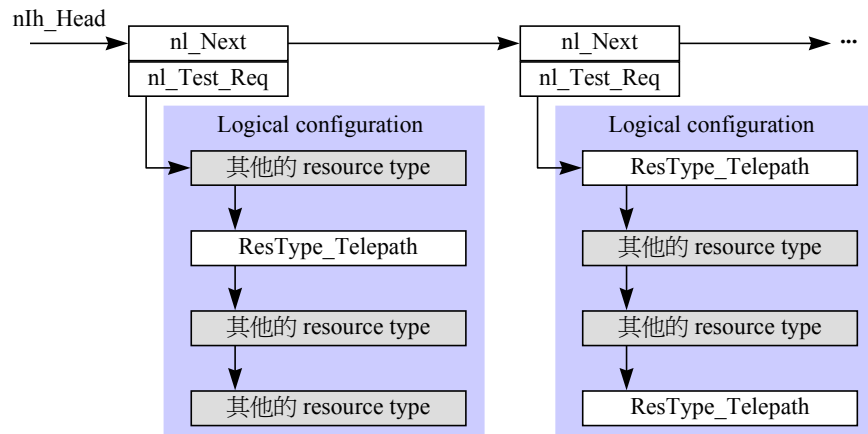 nIh_Head
nl_Next
nl_Next
...
nl_Test_Req
nl_Test_Req
Logical configuration
其他的 resource type
ResType_Telepath
其他的 resource type
其他的 resource type
Logical configuration
ResType_Telepath
其他的 resource type
其他的 resource type
ResType_Telepath